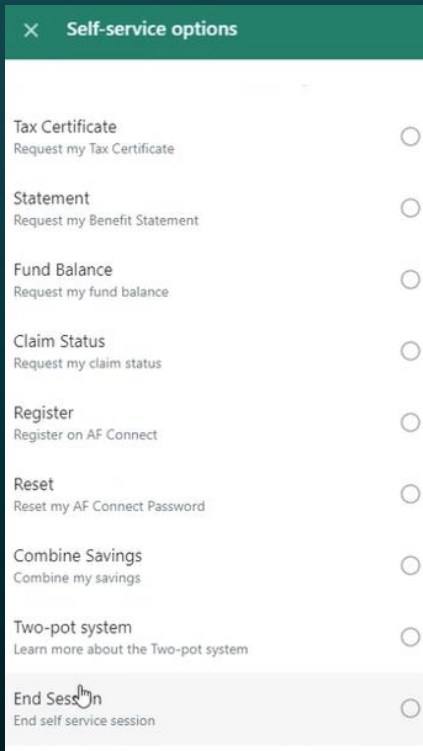 Self-service options
Tax Certificate
Request my Tax Certificate
Statement
Request my Benefit Statement
Fund Balance
Request my fund balance
Claim Status
Request my claim status
Register
Register on AF Connect
Reset
Reset my AF Connect Password
Combine Savings
Combine my savings
Two-pot system
Learn more about the Two-pot system
End Session
End self service session